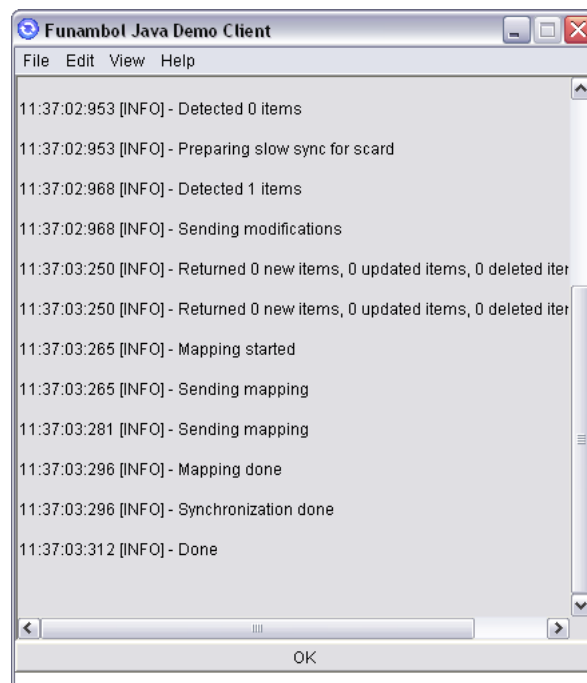 Funambol Java Demo Client
File Edit View Help
11:37:02:953 [INFO] - Detected 0 items
11:37:02:953 [INFO] - Preparing slow sync for scard
11:37:02:968 [INFO] - Detected 1 items
11:37:02:968 [INFO] - Sending modifications
11:37:03:250 [INFO] - Returned 0 new items, 0 updated items, 0 deleted iter
11:37:03:250 [INFO] - Returned 0 new items, 0 updated items, 0 deleted iter
11:37:03:265 [INFO] - Mapping started
11:37:03:265 [INFO] - Sending mapping
11:37:03:281 [INFO] - Sending mapping
11:37:03:296 [INFO] - Mapping done
11:37:03:296 [INFO] - Synchronization done
11:37:03:312 [INFO] - Done
OK